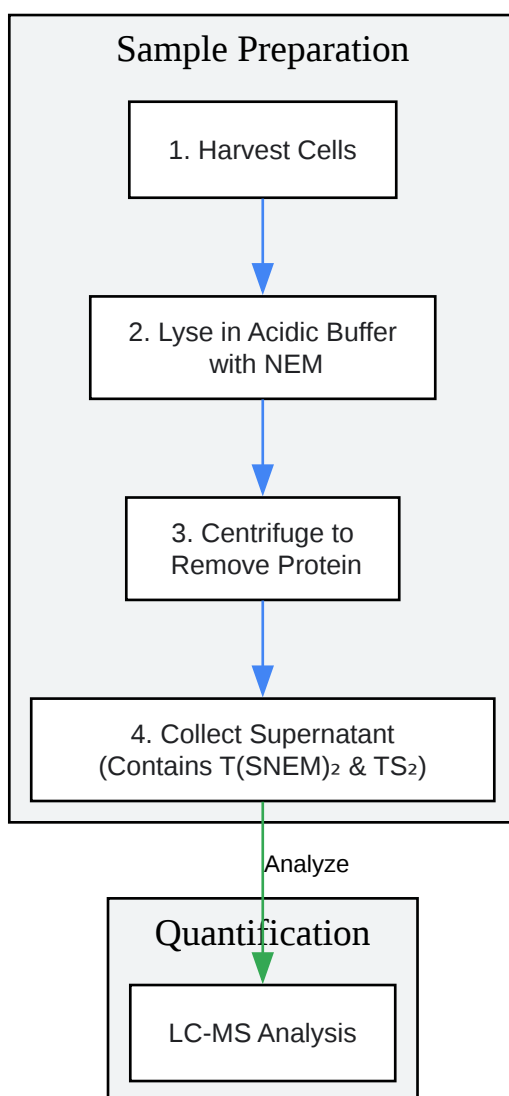 Sample Preparation
1. Harvest Cells
2. Lyse in Acidic Buffer
with NEM
3. Centrifuge to
Remove Protein
4. Collect Supernatant
(Contains T(SNEM)₂ & TS₂)
Analyze
Quantification
LC-MS Analysis